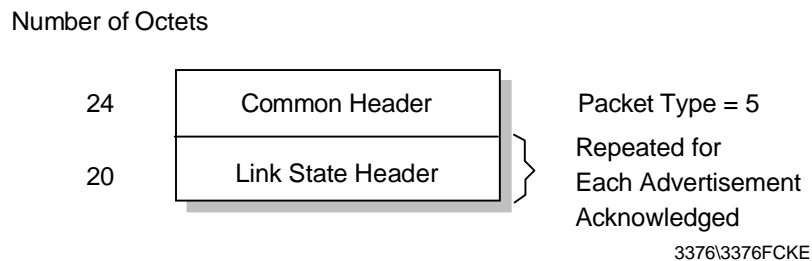 Number of Octets
24 Common Header Packet Type = 5
20 Link State Header
Repeated for
Each Advertisement
Acknowledged
3376\3376FCKE